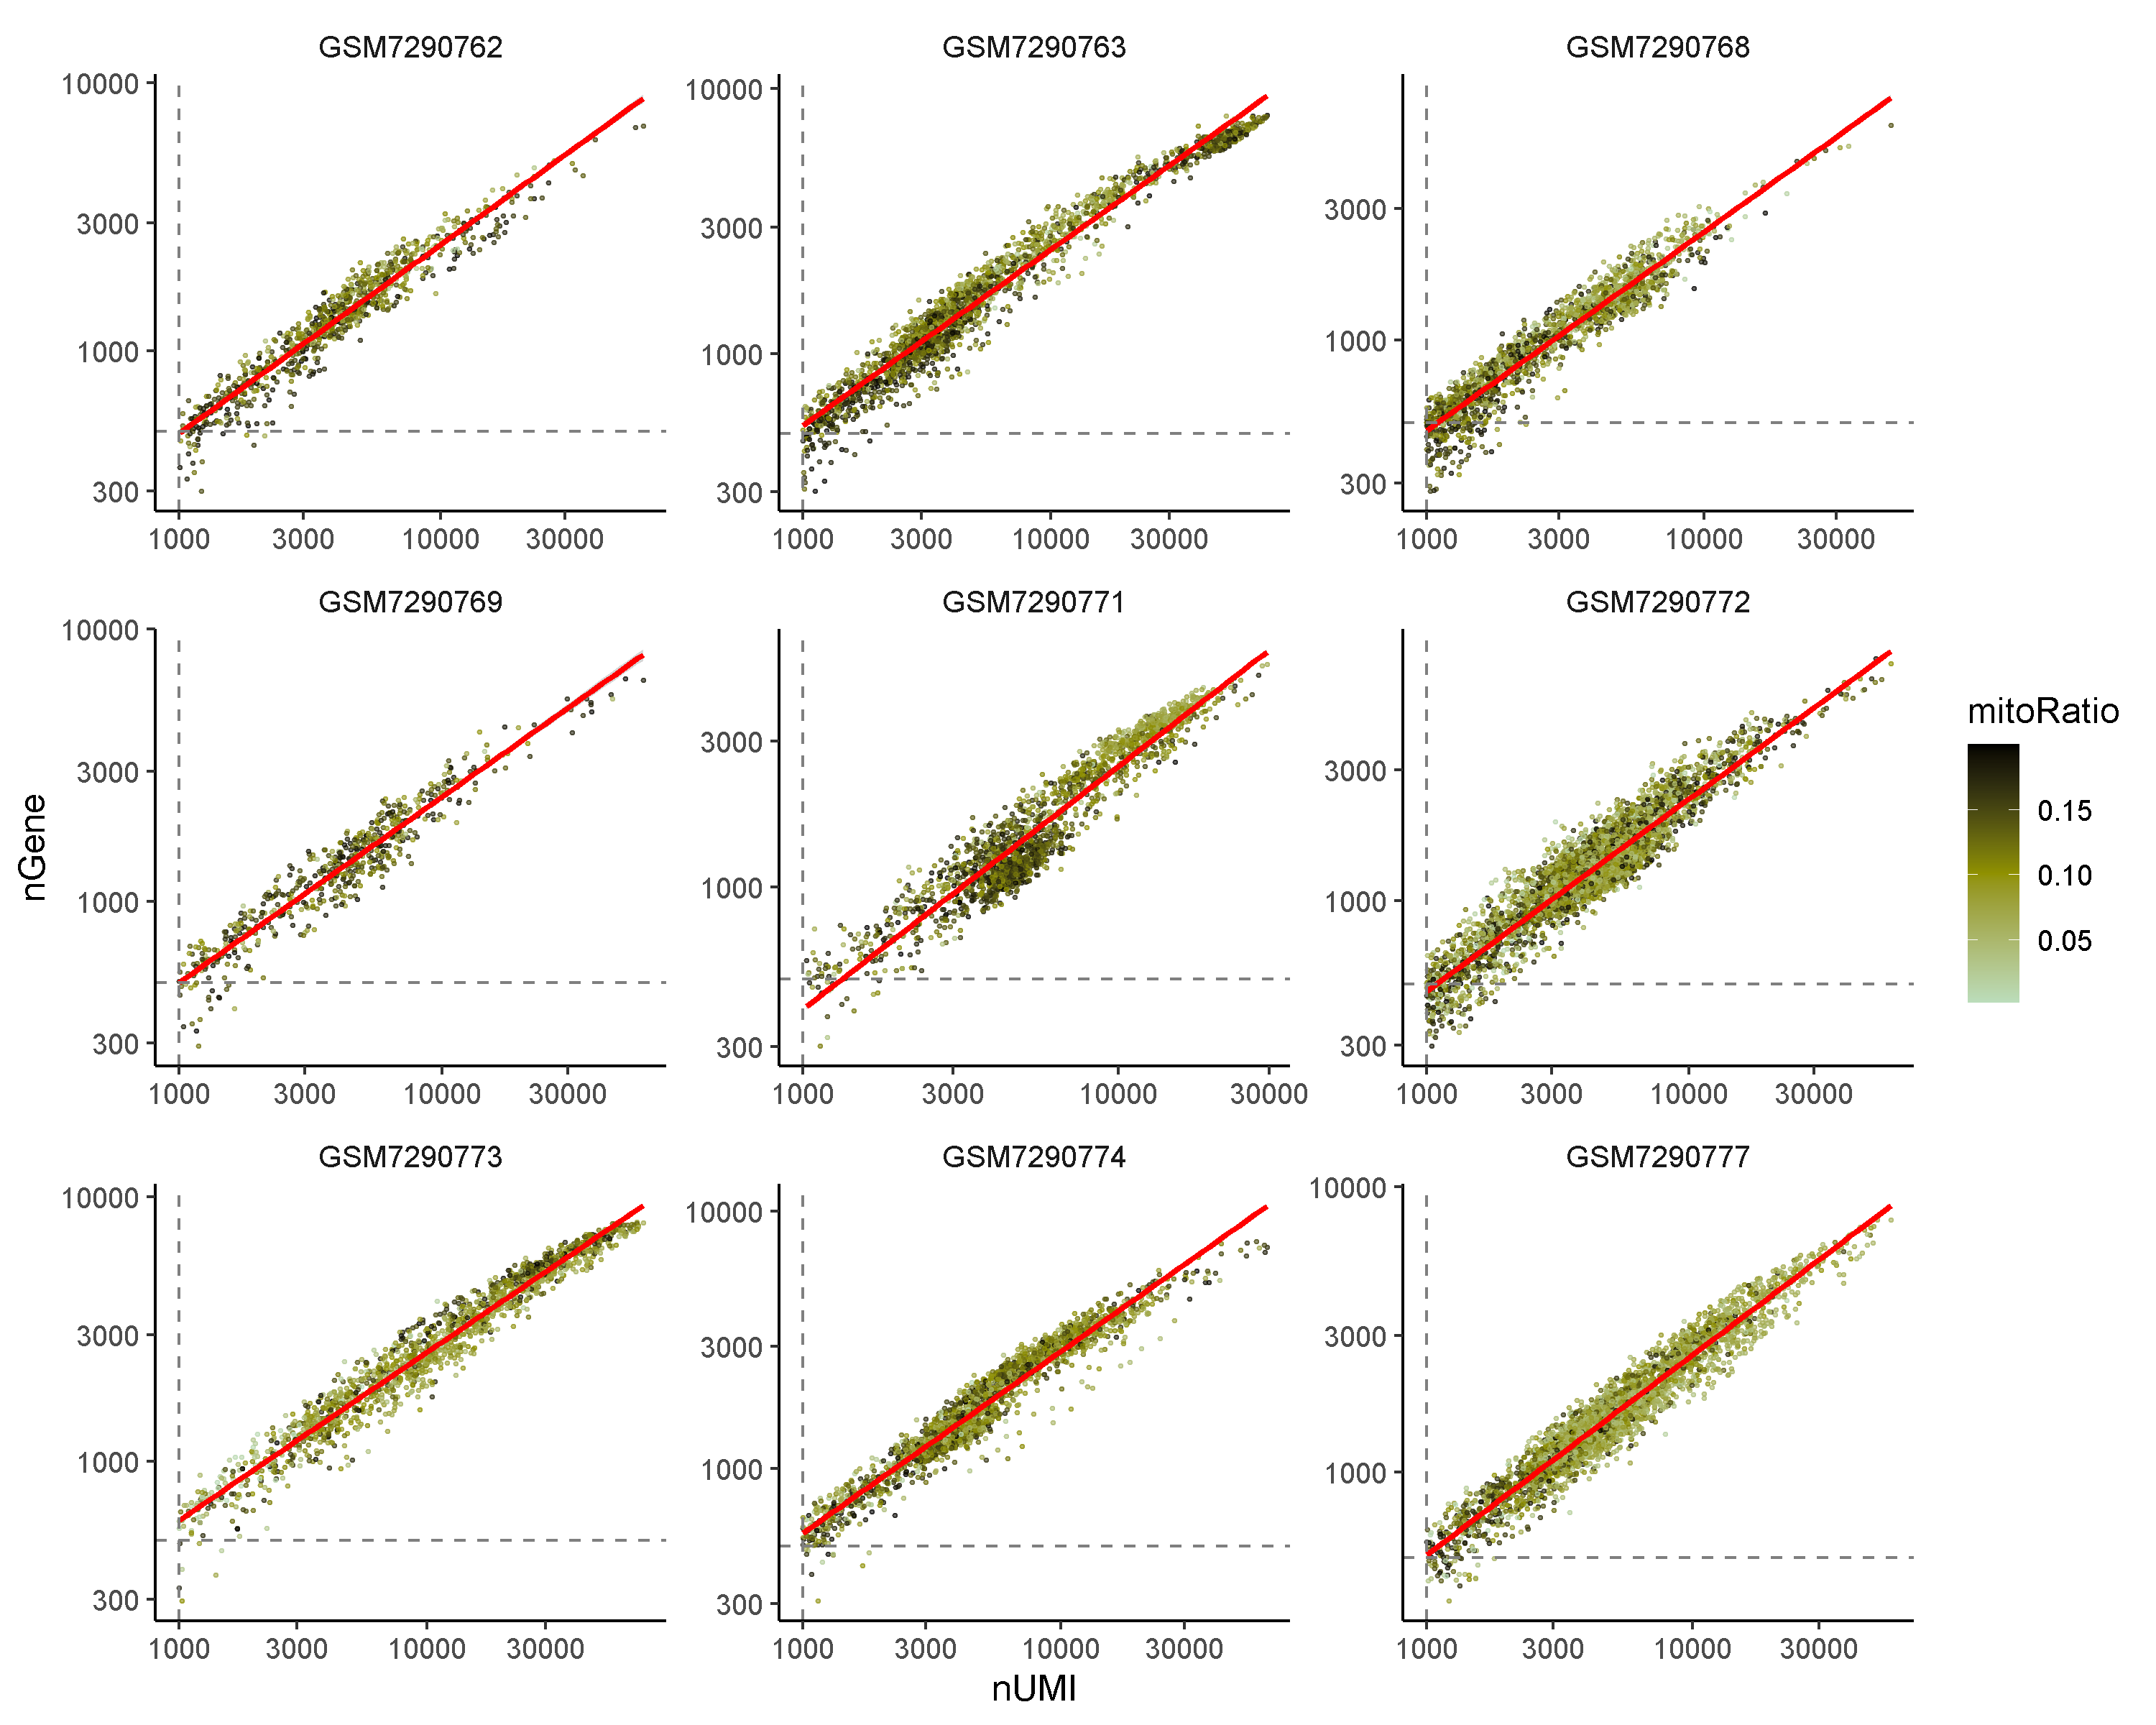 GSM7290762 GSM7290763 GSM7290768
10000 3000 1000 300
1000 3000 10000 30000
10000 3000 1000 300
1000 3000 10000 30000
3000 1000 300
1000 3000 10000 30000
GSM7290769 GSM7290771 GSM7290772
10000 3000 1000 300
1000 3000 10000 30000
3000 1000 300
1000 3000 10000 30000
3000 1000 300
1000 3000 10000 30000
GSM7290773 GSM7290774 GSM7290777
10000 3000 1000 300
1000 3000 10000 30000
10000 3000 1000 300
1000 3000 10000 30000
10000 3000 1000
1000 3000 10000 30000
nGene
nUMI
mitoRatio
0.15
0.10
0.05